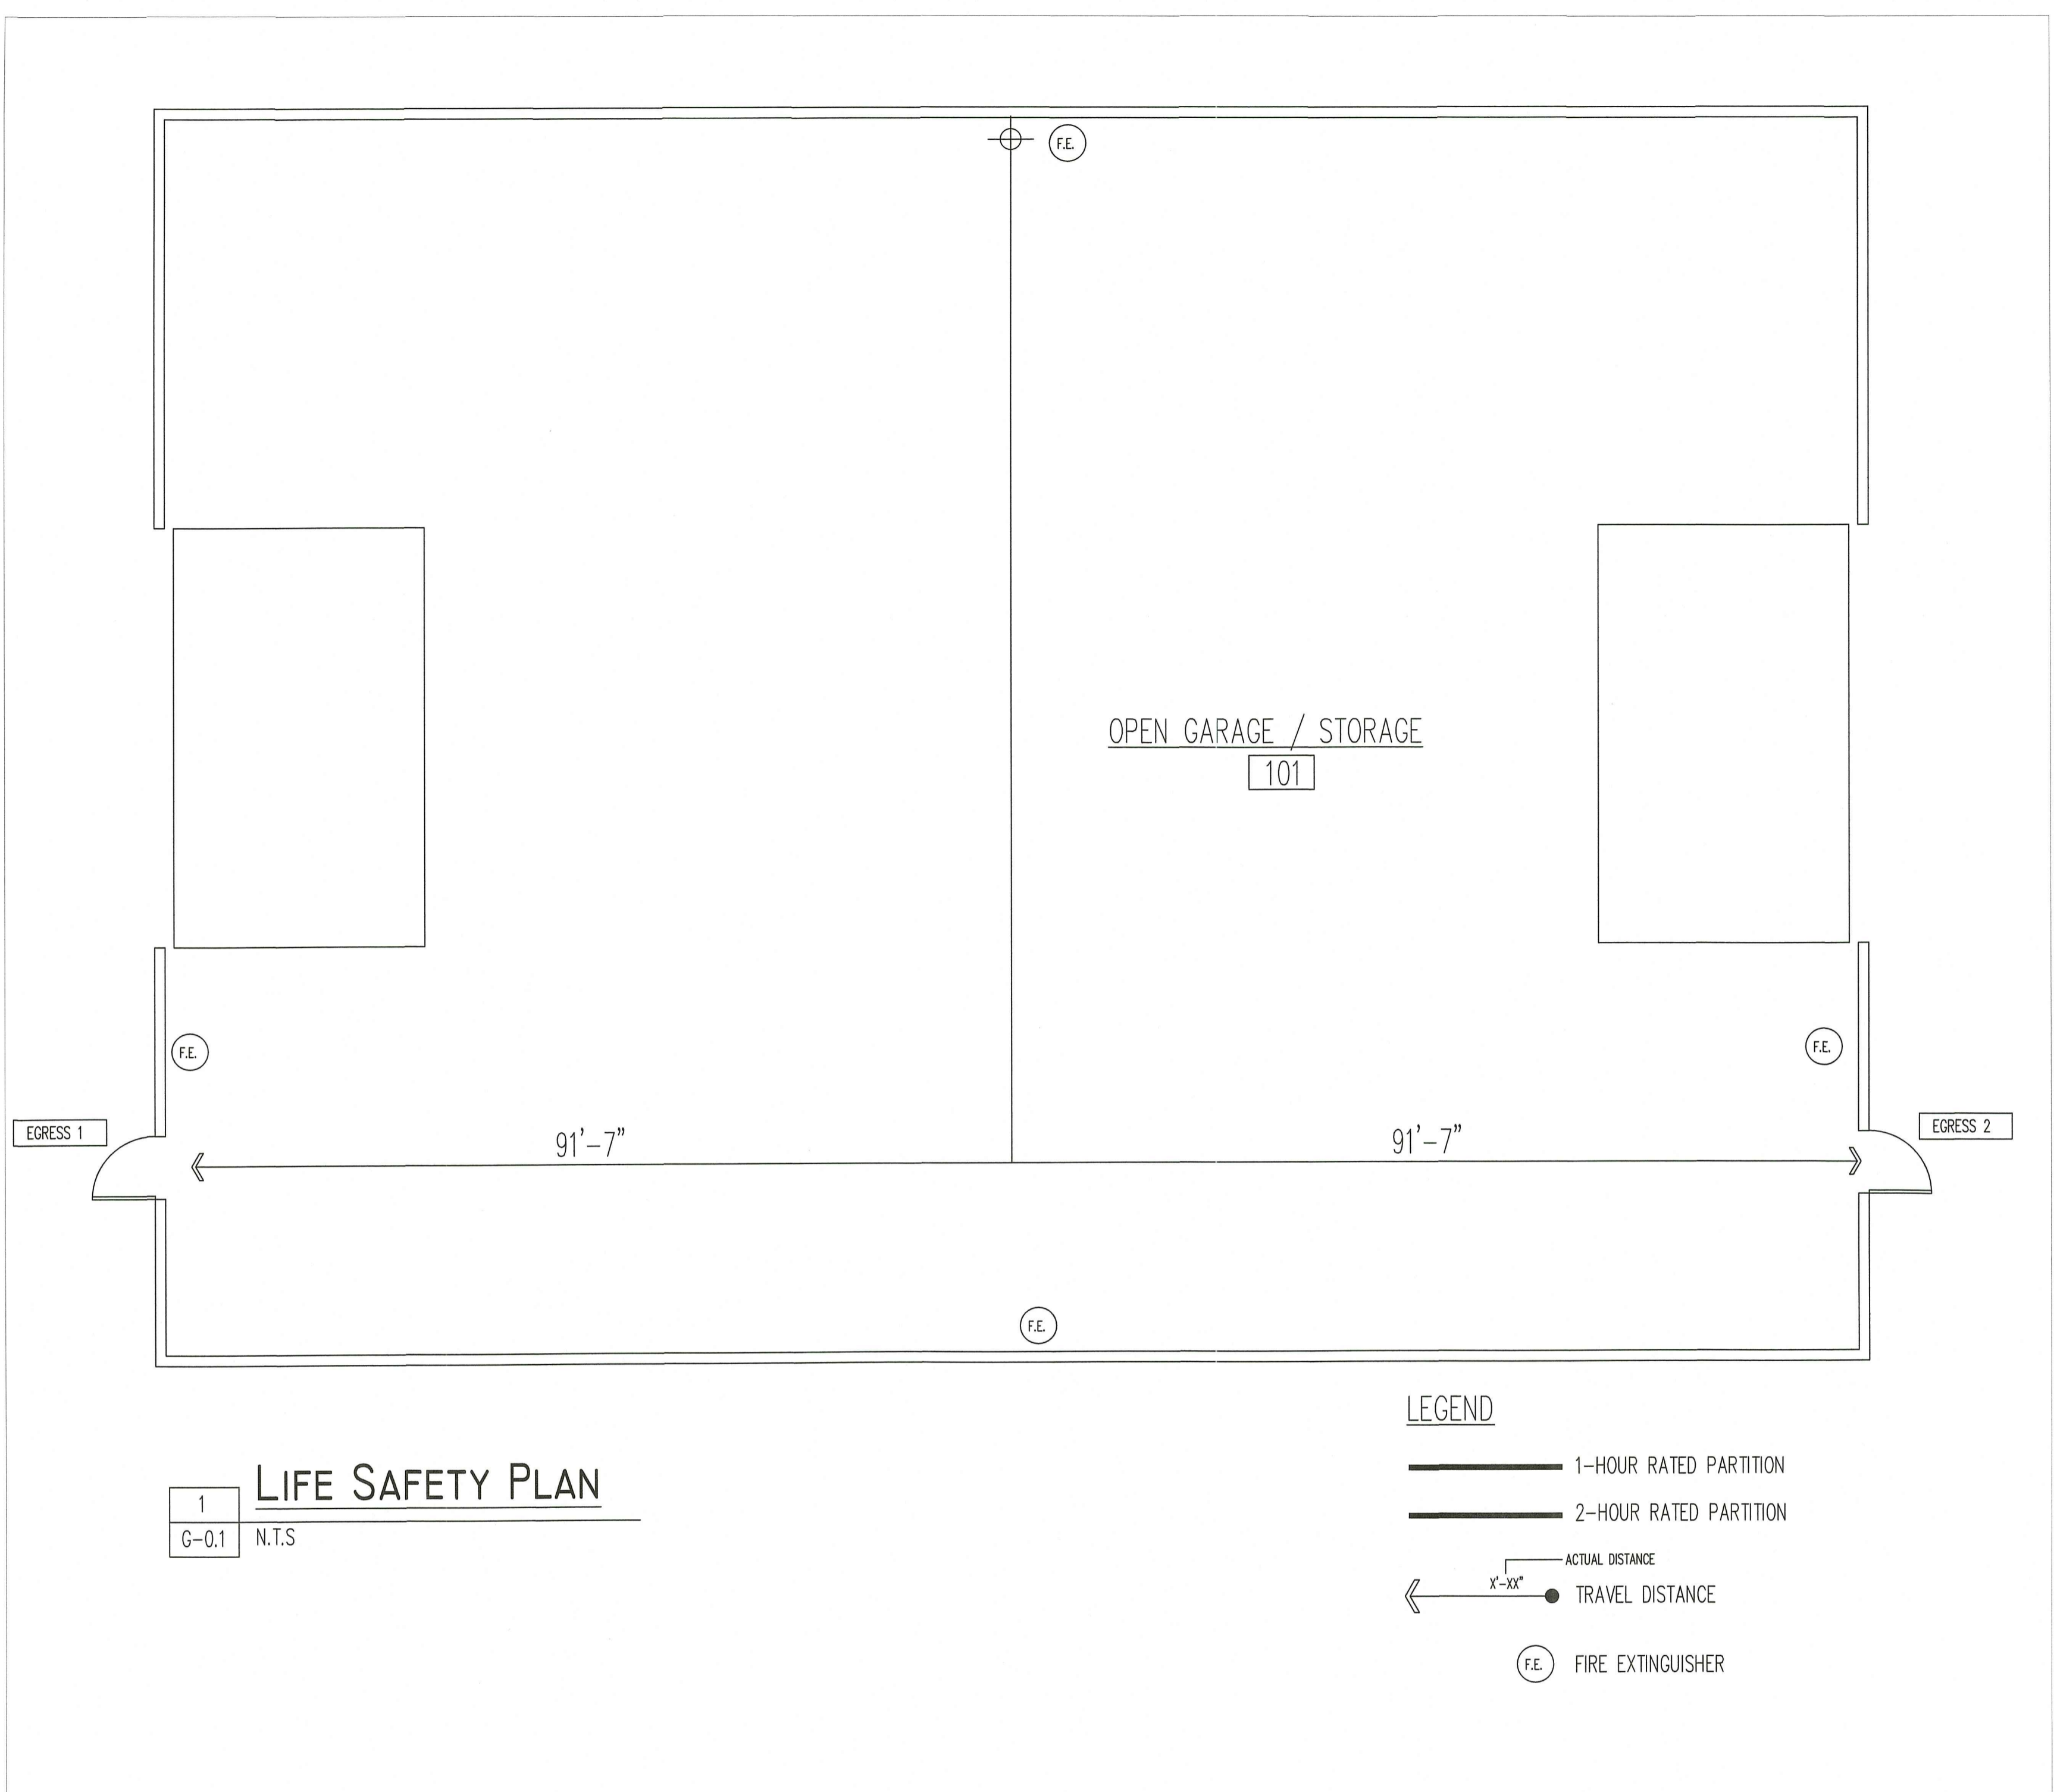 F.E.
OPEN GARAGE / STORAGE
101
F.E.
F.E.
EGRESS 1
EGRESS 2
91'-7"
91'-7"
F.E.
LEGEND
1-HOUR RATED PARTITION
2-HOUR RATED PARTITION
ACTUAL DISTANCE
X'-XX"
TRAVEL DISTANCE
F.E. FIRE EXTINGUISHER
1
LIFE SAFETY PLAN
G-0.1
N.T.S